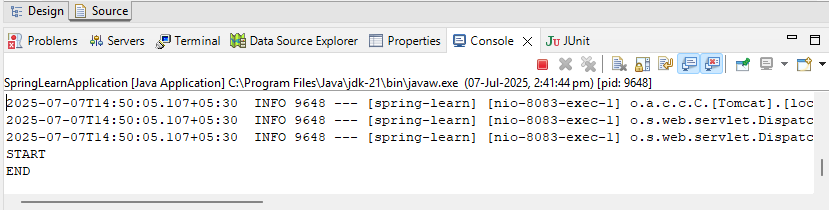 Design Source
Problems Servers Terminal Data Source Explorer Properties Console JUnit
SpringLearnApplication [Java Application] C:\Program Files\Java\jdk-21\bin\javaw.exe (07-Jul-2025, 2:41:44 pm) [pid: 9648]
2025-07-07T14:50:05.107+05:30  INFO 9648 --- [spring-learn] [nio-8083-exec-1] o.a.c.c.C.[Tomcat].[loc
2025-07-07T14:50:05.107+05:30  INFO 9648 --- [spring-learn] [nio-8083-exec-1] o.s.web.servlet.Dispatc
2025-07-07T14:50:05.107+05:30  INFO 9648 --- [spring-learn] [nio-8083-exec-1] o.s.web.servlet.Dispatc
START
END